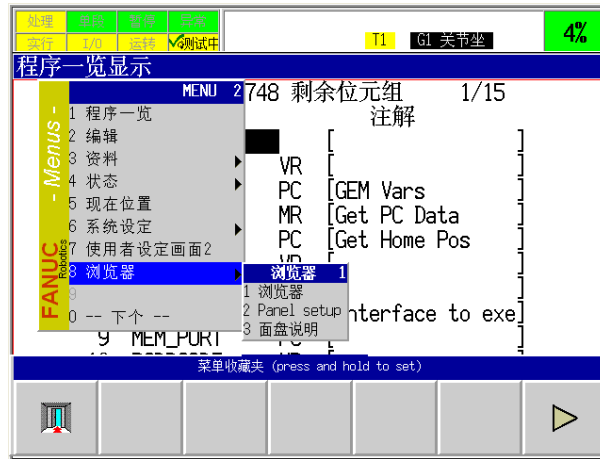 处理
实行 I/O 运转 测试中
T1 G1 关节坐
4%
程序一览显示
748 剩余位元组 1/15
注解
MENU 2
1 程序一览
2 编辑
3 资料
4 状态
5 现在位置
6 系统设定
7 使用者设定画面2
8 浏览器
9
0 -- 下个 --
- Menus -
FANUC
Robotics
浏览器 1
1 浏览器
2 Panel setup
3 面盘说明
[ ]
VR [ ]
PC [GEM Vars ]
MR [Get PC Data ]
PC [Get Home Pos ]
nterface to exe]
9 MEM_PORT PC [ ]
菜单收藏夹 (press and hold to set)